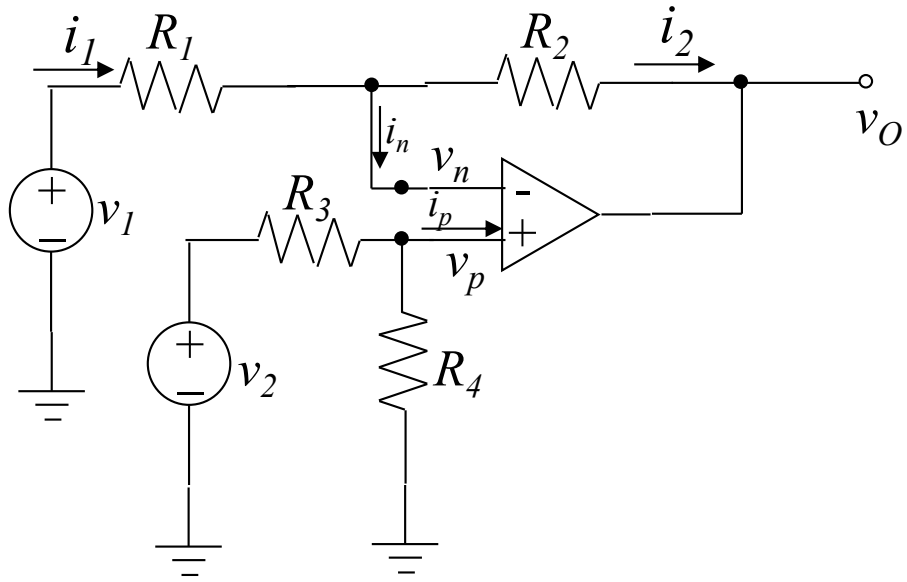 i1 R1 R2 i2
in
vO
vn
v1 + − R3 ip - +
vp
v2 + − R4